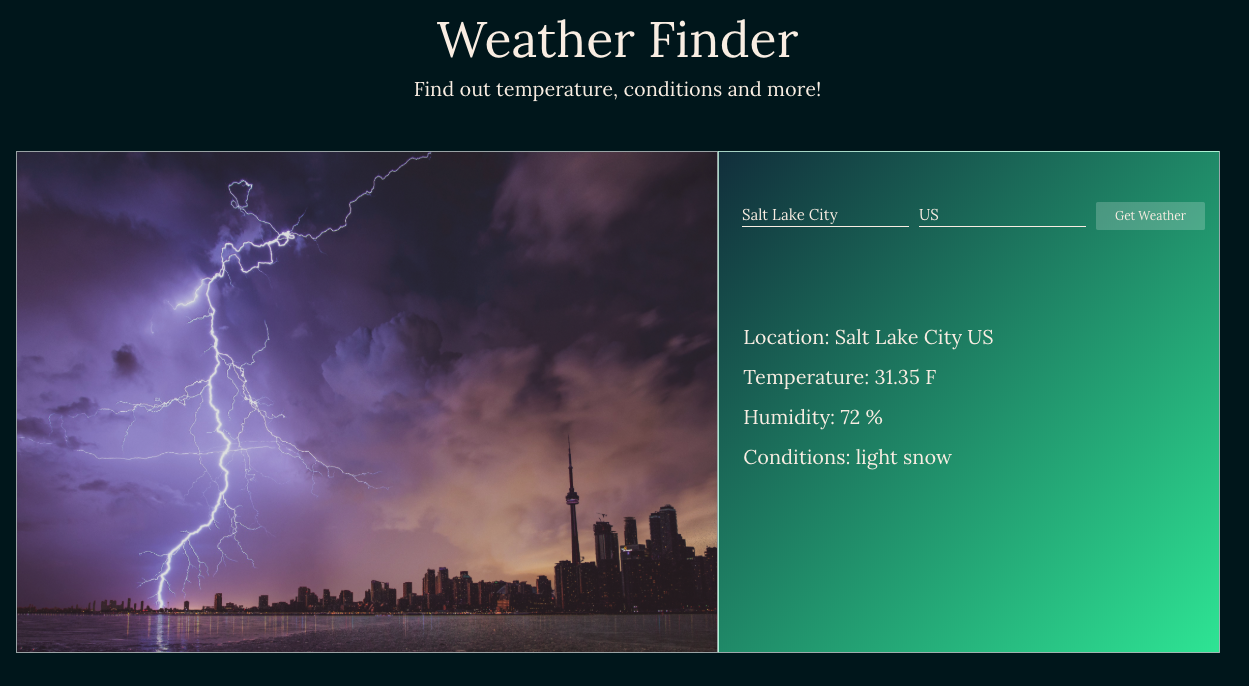 Weather Finder
Find out temperature, conditions and more!
Salt Lake City US Get Weather
Location: Salt Lake City US
Temperature: 31.35 F
Humidity: 72 %
Conditions: light snow